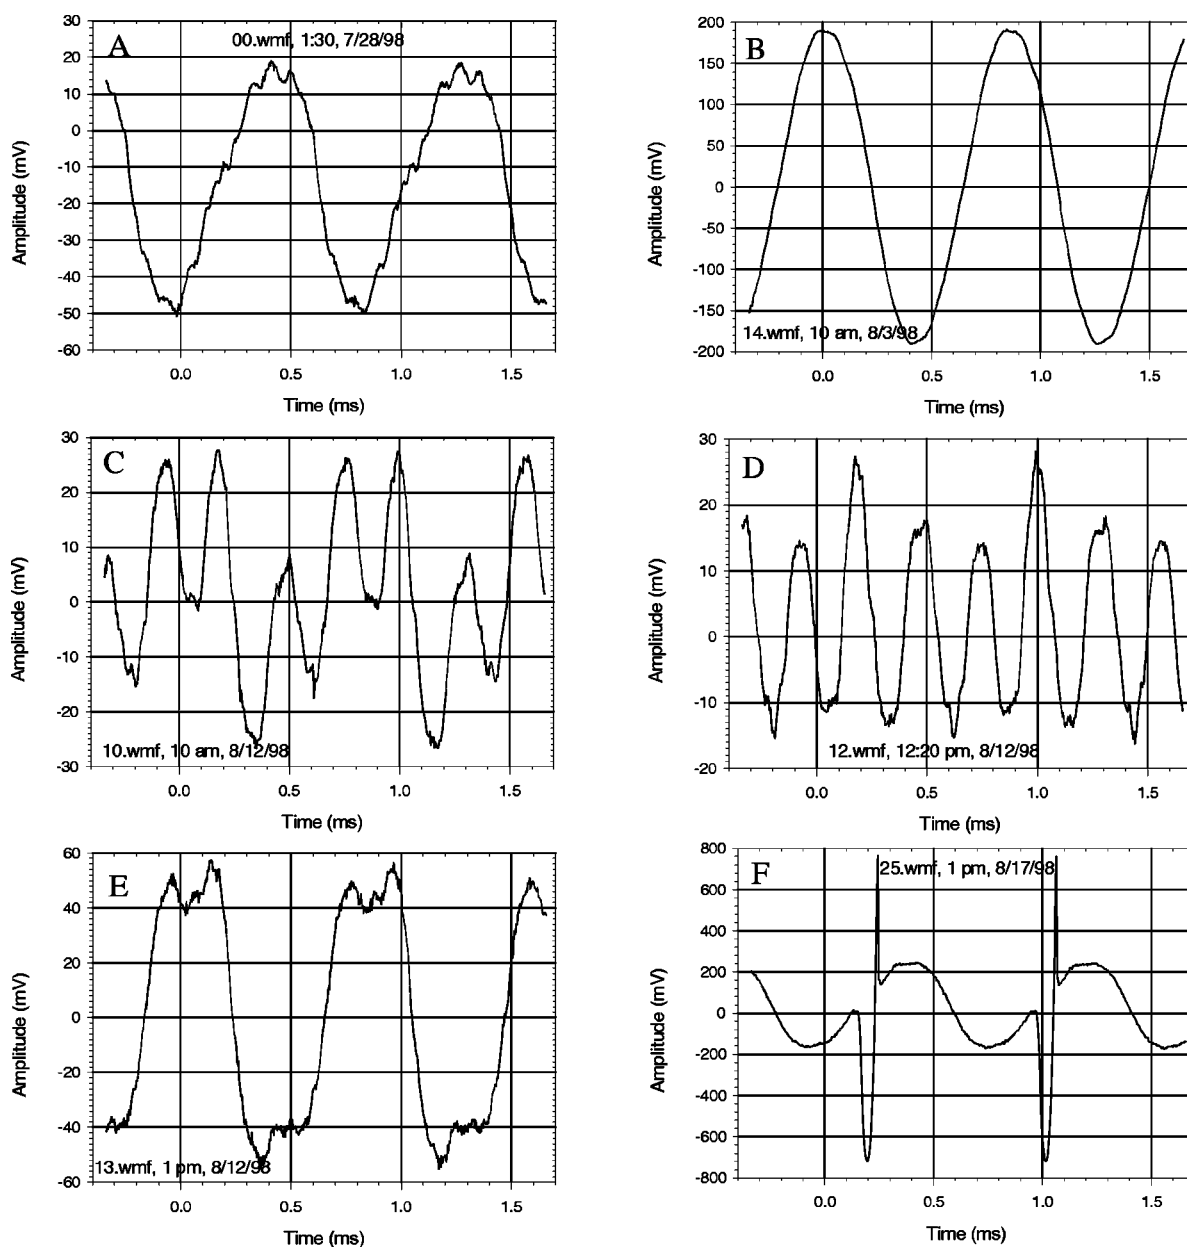 A
00.wmf, 1:30, 7/28/98
30
20
10
0
-10
-20
-30
-40
-50
-60
Amplitude (mV)
0.0 0.5 1.0 1.5
Time (ms)
B
14.wmf, 10 am, 8/3/98
200
150
100
50
0
-50
-100
-150
-200
Amplitude (mV)
0.0 0.5 1.0 1.5
Time (ms)
C
10.wmf, 10 am, 8/12/98
30
20
10
0
-10
-20
-30
Amplitude (mV)
0.0 0.5 1.0 1.5
Time (ms)
D
12.wmf, 12:20 pm, 8/12/98
30
20
10
0
-10
-20
Amplitude (mV)
0.0 0.5 1.0 1.5
Time (ms)
E
13.wmf, 1 pm, 8/12/98
60
40
20
0
-20
-40
-60
Amplitude (mV)
0.0 0.5 1.0 1.5
Time (ms)
F
25.wmf, 1 pm, 8/17/98
800
600
400
200
0
-200
-400
-600
-800
Amplitude (mV)
0.0 0.5 1.0 1.5
Time (ms)